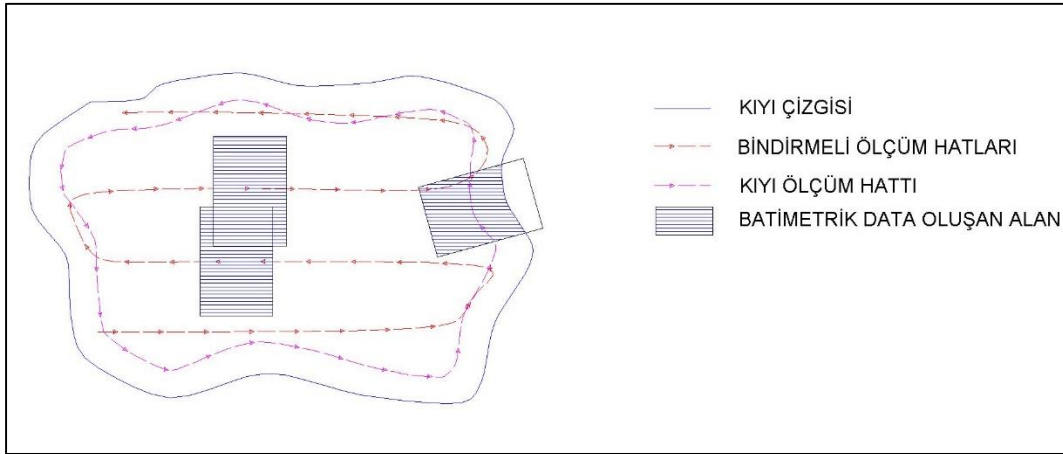 KIYI ÇİZGİSİ
BİNDİRMELİ ÖLÇÜM HATLARI
KIYI ÖLÇÜM HATTI
BATİMETRİK DATA OLUŞAN ALAN